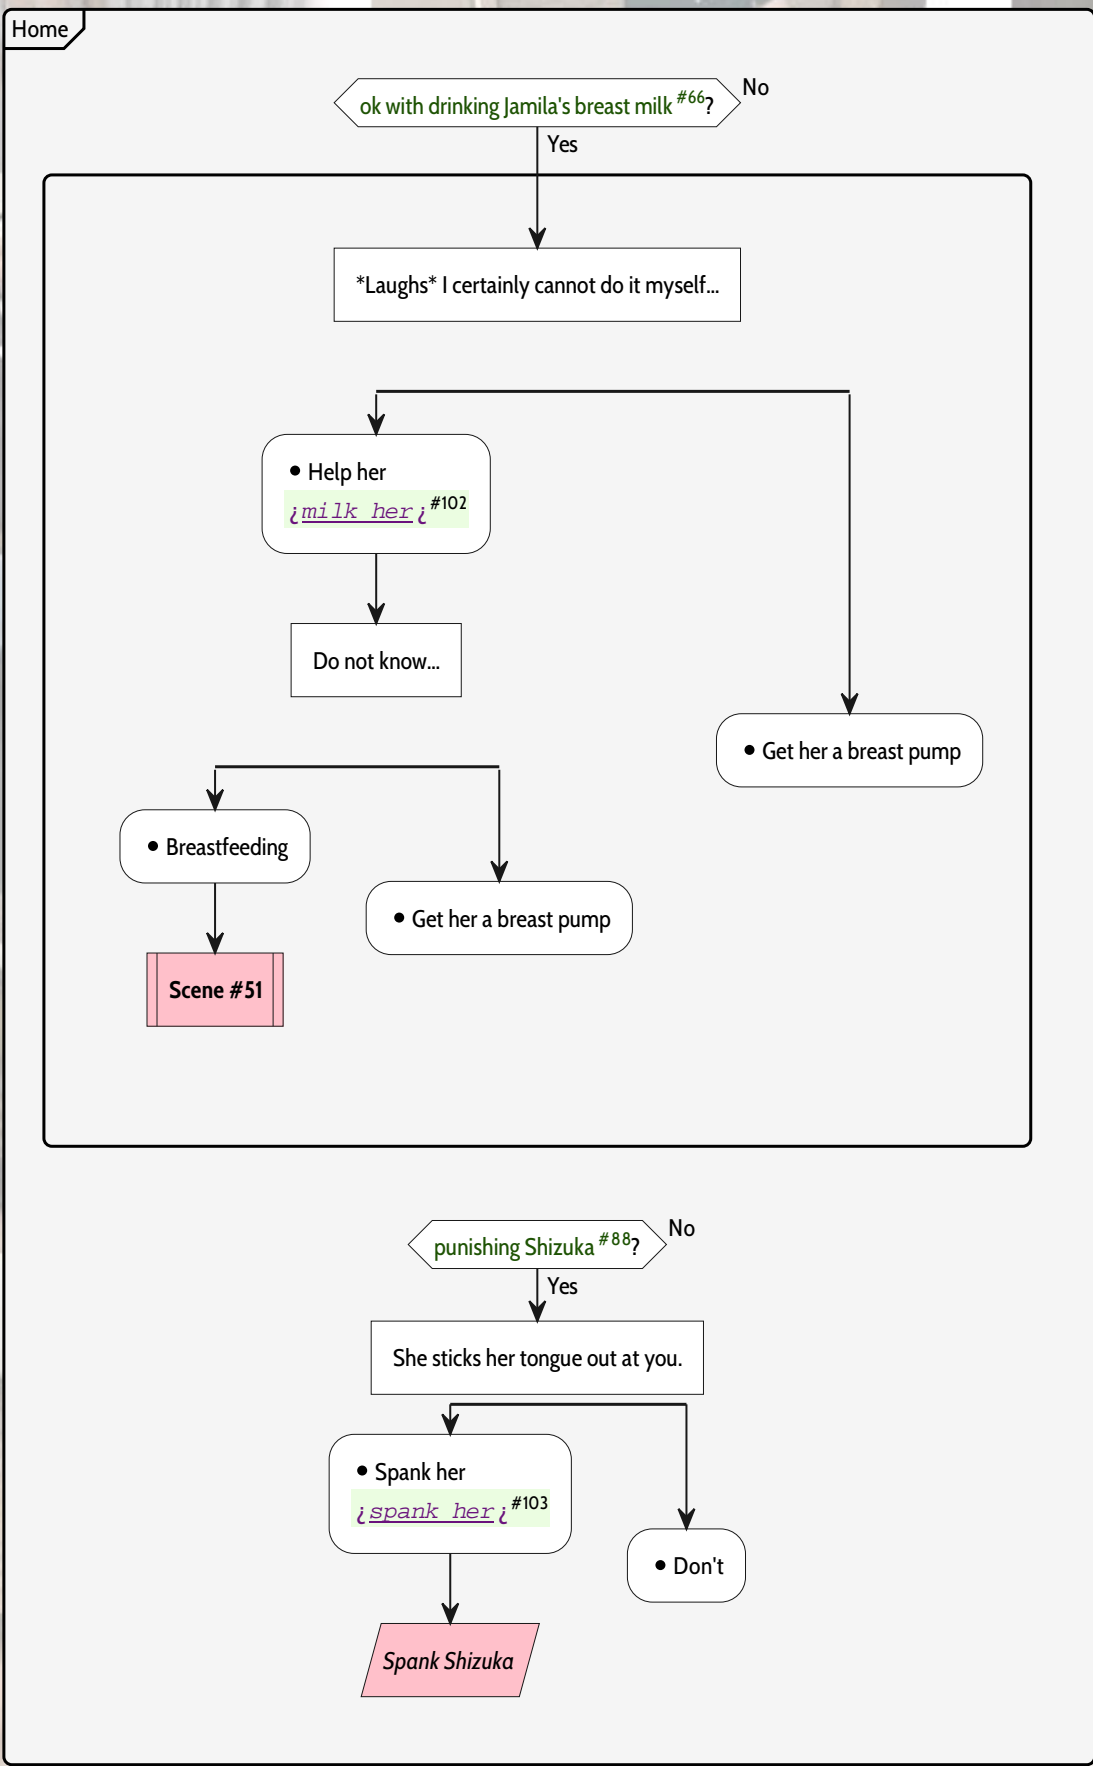 Home
ok with drinking Jamila's breast milk #66?
No
Yes
*Laughs* I certainly cannot do it myself...
• Help her
¿milk her¿#102
Do not know...
• Get her a breast pump
• Breastfeeding
• Get her a breast pump
Scene #51
punishing Shizuka #88?
No
Yes
She sticks her tongue out at you.
• Spank her
¿spank her¿#103
• Don't
Spank Shizuka